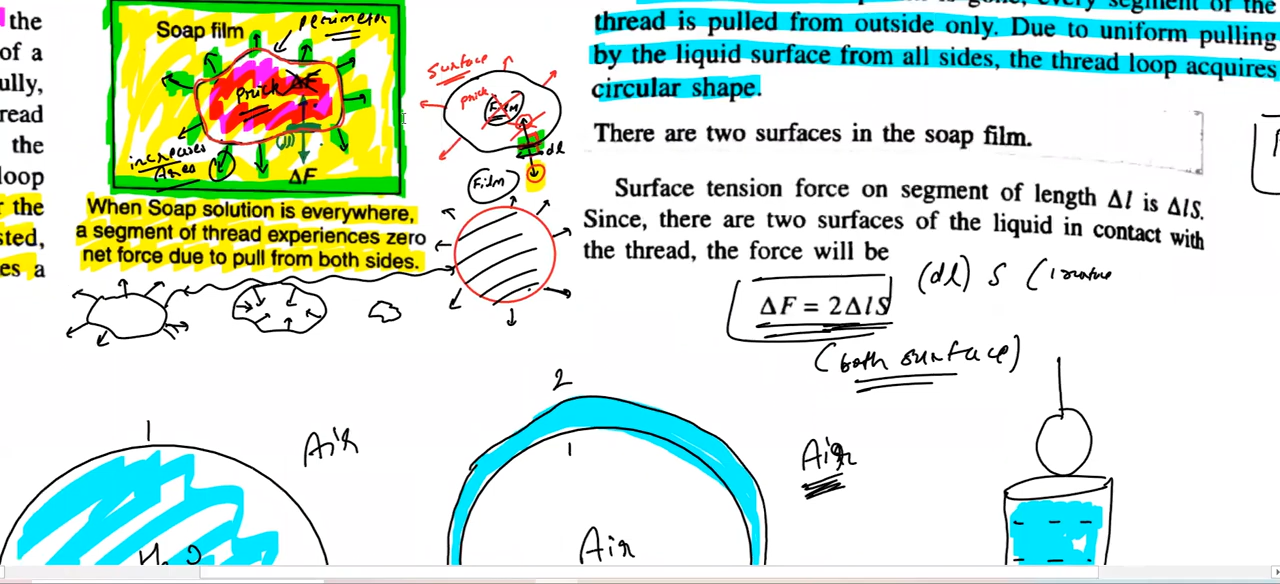 the
of a
ully,
read
the
loop
r the
sted,
es a
Soap film
perimetre
Prick
ΔF
increases
Area
ΔF
When Soap solution is everywhere,
a segment of thread experiences zero
net force due to pull from both sides.
Surface
Prick
Film
dl
Film
thread is pulled from outside only. Due to uniform pulling
by the liquid surface from all sides, the thread loop acquires
circular shape.
There are two surfaces in the soap film.
Surface tension force on segment of length Δl is ΔlS.
Since, there are two surfaces of the liquid in contact with
the thread, the force will be
(dl) S (1
ΔF = 2ΔlS
(both surface)
1
Air
H2O
2
1
Air
Air